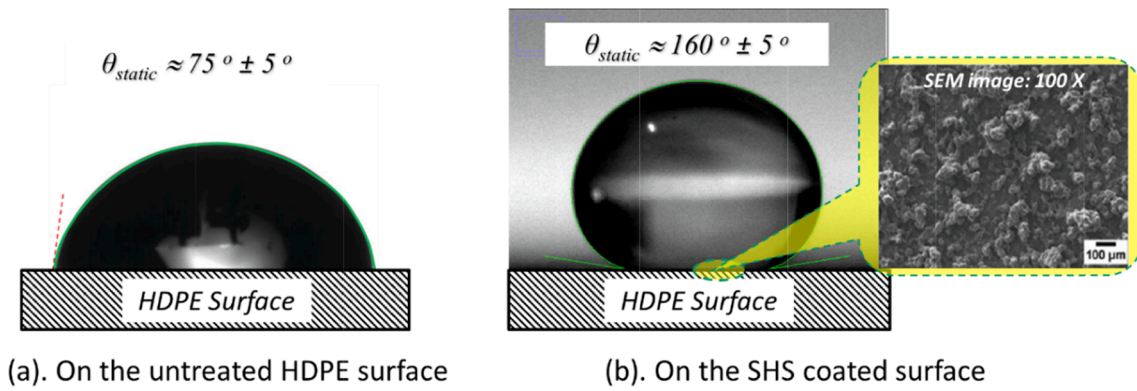 θstatic ≈ 75 ° ± 5 °
HDPE Surface
(a). On the untreated HDPE surface
θstatic ≈ 160 ° ± 5 °
HDPE Surface
SEM image: 100 X
100 μm
(b). On the SHS coated surface